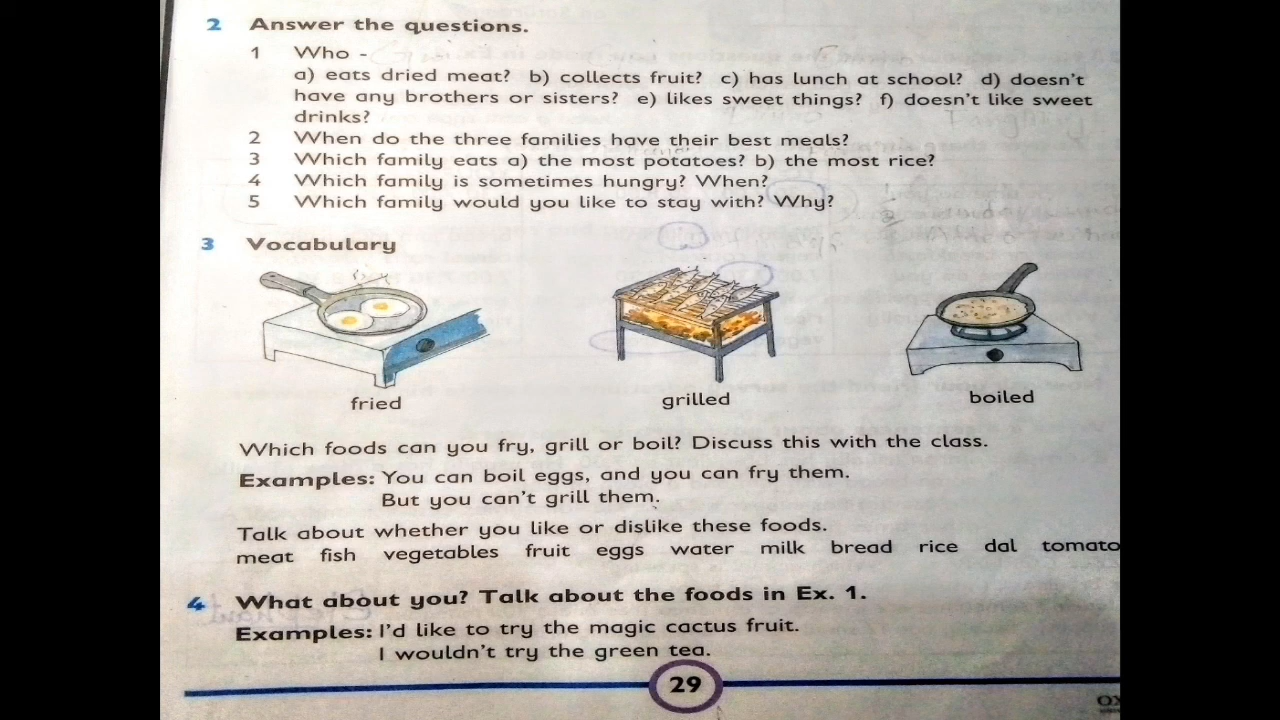 2 Answer the questions.
1 Who -
a) eats dried meat? b) collects fruit? c) has lunch at school? d) doesn't
have any brothers or sisters? e) likes sweet things? f) doesn't like sweet
drinks?
2 When do the three families have their best meals?
3 Which family eats a) the most potatoes? b) the most rice?
4 Which family is sometimes hungry? When?
5 Which family would you like to stay with? Why?
3 Vocabulary
fried grilled boiled
Which foods can you fry, grill or boil? Discuss this with the class.
Examples: You can boil eggs, and you can fry them.
But you can't grill them.
Talk about whether you like or dislike these foods.
meat fish vegetables fruit eggs water milk bread rice dal tomato
4 What about you? Talk about the foods in Ex. 1.
Examples: I'd like to try the magic cactus fruit.
I wouldn't try the green tea.
29
OX